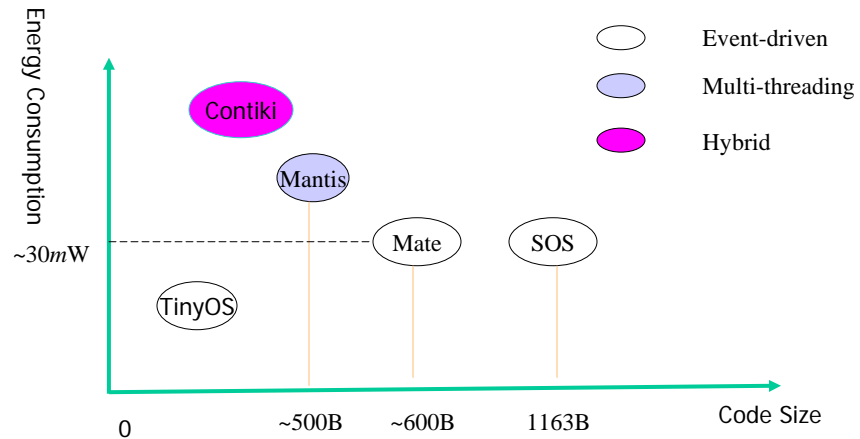 Energy Consumption
Event-driven
Multi-threading
Hybrid
Contiki
Mantis
Mate
SOS
~30mW
TinyOS
0
~500B
~600B
1163B
Code Size